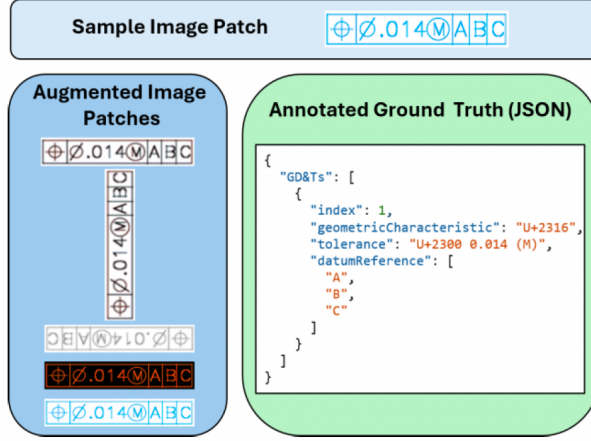 Sample Image Patch
⌖⌀.014ⓂABC
Augmented Image
Patches
⌖⌀.014ⓂABC
⌖⌀.014ⓂABC
⌖⌀.014ⓂABC
⌖⌀.014ⓂABC
⌖⌀.014ⓂABC
Annotated Ground Truth (JSON)
{
"GD&Ts": [
{
"index": 1,
"geometricCharacteristic": "U+2316",
"tolerance": "U+2300 0.014 (M)",
"datumReference": [
"A",
"B",
"C"
]
}
]
}